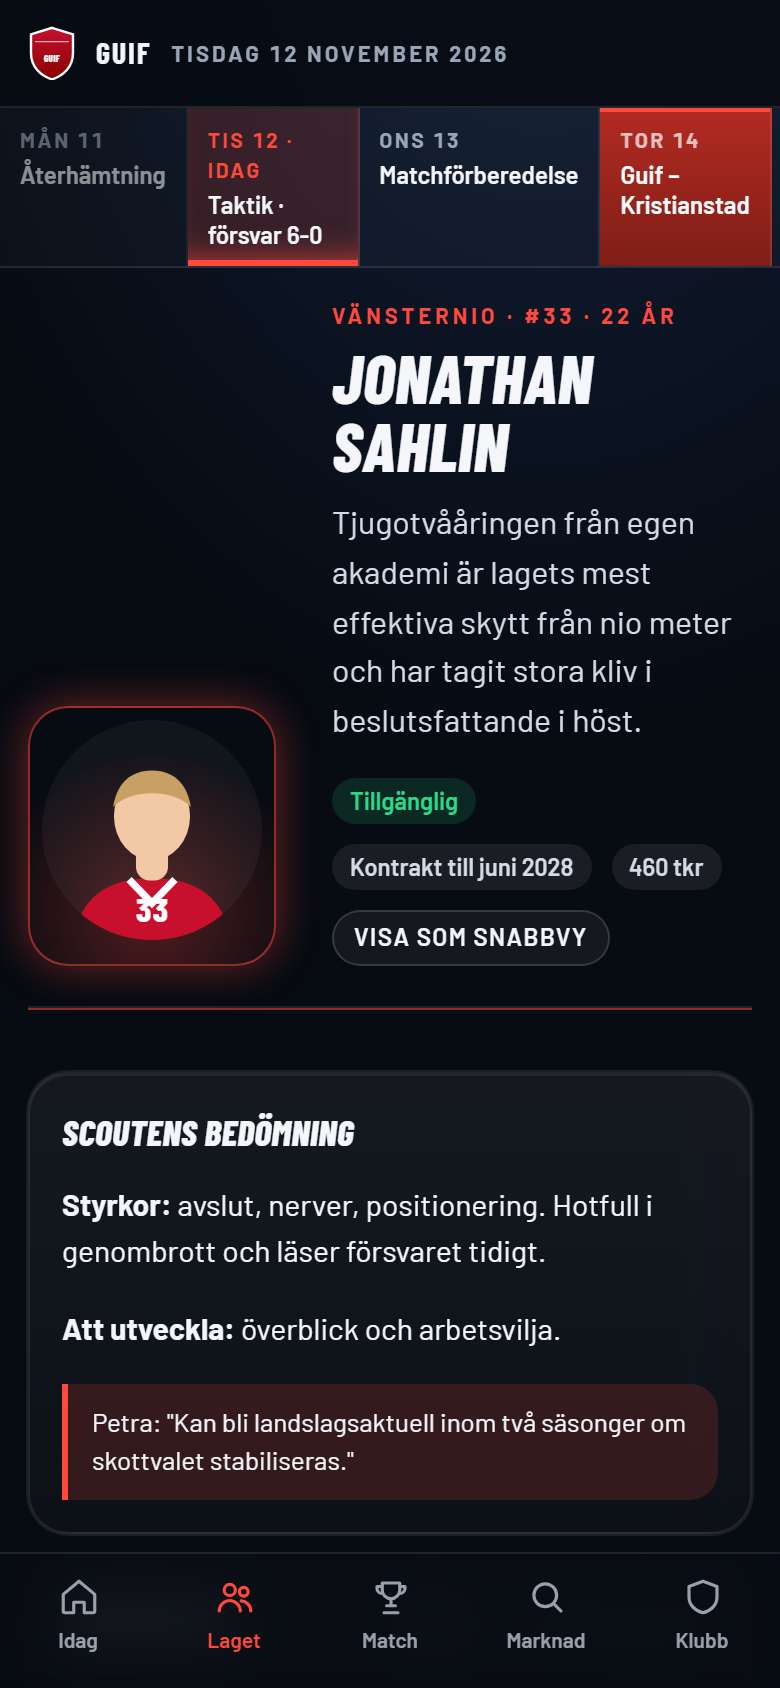 GUIF
GUIF TISDAG 12 NOVEMBER 2026
MÅN 11
Återhämtning
TIS 12 ·
IDAG
Taktik ·
försvar 6-0
ONS 13
Matchförberedelse
TOR 14
Guif –
Kristianstad
VÄNSTERNIO · #33 · 22 ÅR
JONATHAN
SAHLIN
Tjugotvååringen från egen
akademi är lagets mest
effektiva skytt från nio meter
och har tagit stora kliv i
beslutsfattande i höst.
33
Tillgänglig
Kontrakt till juni 2028
460 tkr
VISA SOM SNABBVY
SCOUTENS BEDÖMNING
Styrkor: avslut, nerver, positionering. Hotfull i
genombrott och läser försvaret tidigt.
Att utveckla: överblick och arbetsvilja.
Petra: "Kan bli landslagsaktuell inom två säsonger om
skottvalet stabiliseras."
Idag
Laget
Match
Marknad
Klubb